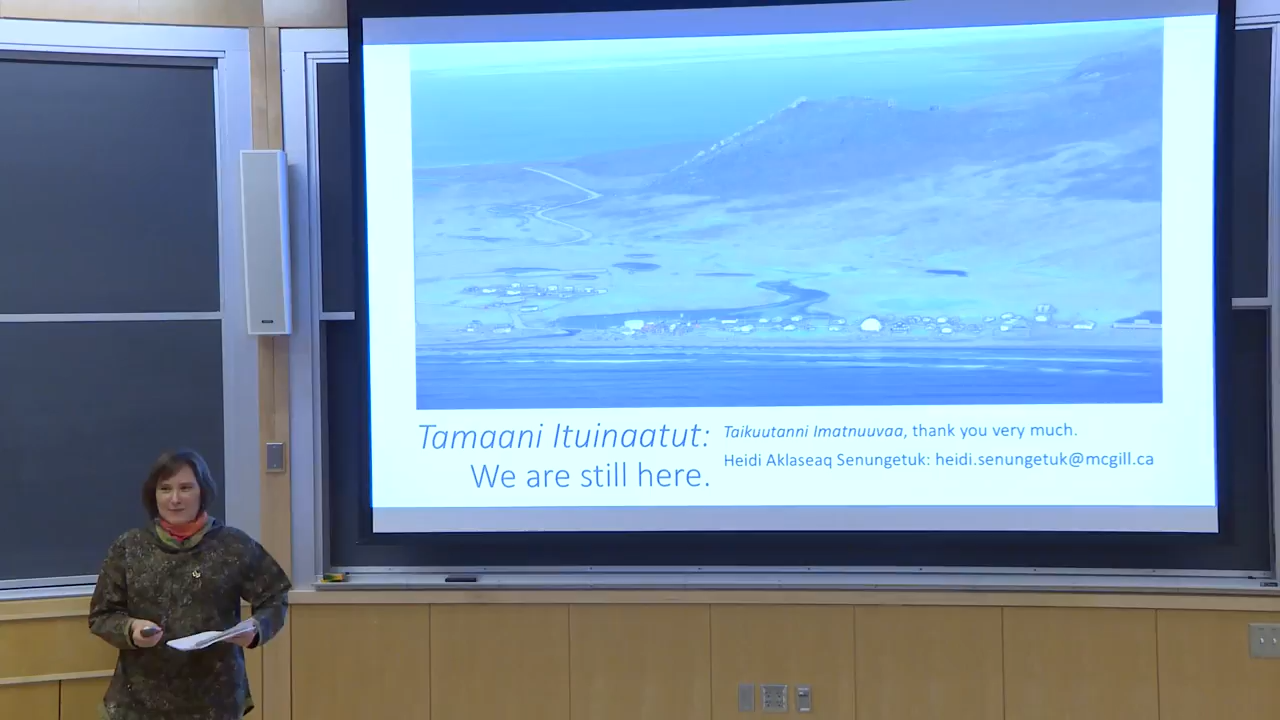 Tamaani Ituinaatut:
We are still here.
Taikuutanni Imatnuuvaa, thank you very much.
Heidi Aklaseaq Senungetuk: heidi.senungetuk@mcgill.ca